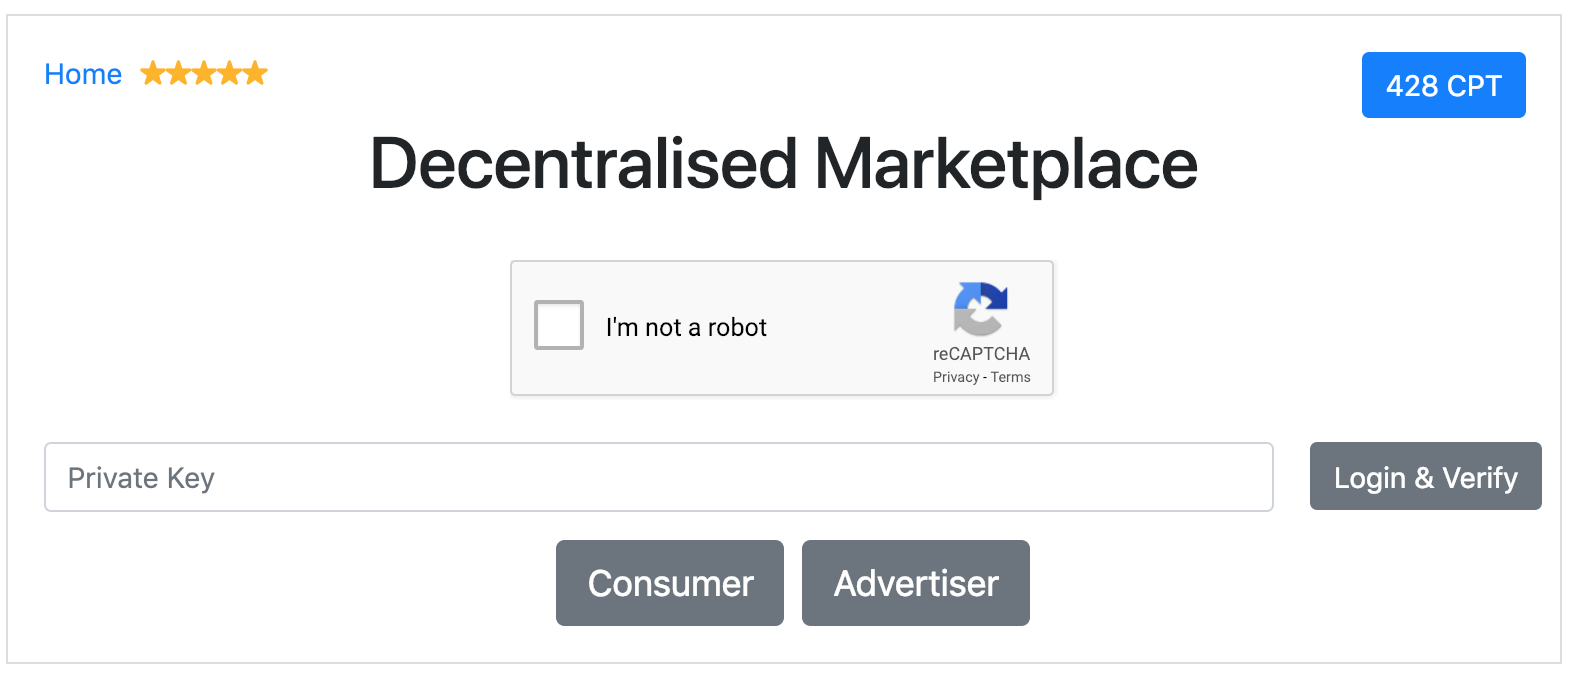 Home
428 CPT
Decentralised Marketplace
I'm not a robot
reCAPTCHA
Privacy - Terms
Private Key
Login & Verify
Consumer
Advertiser